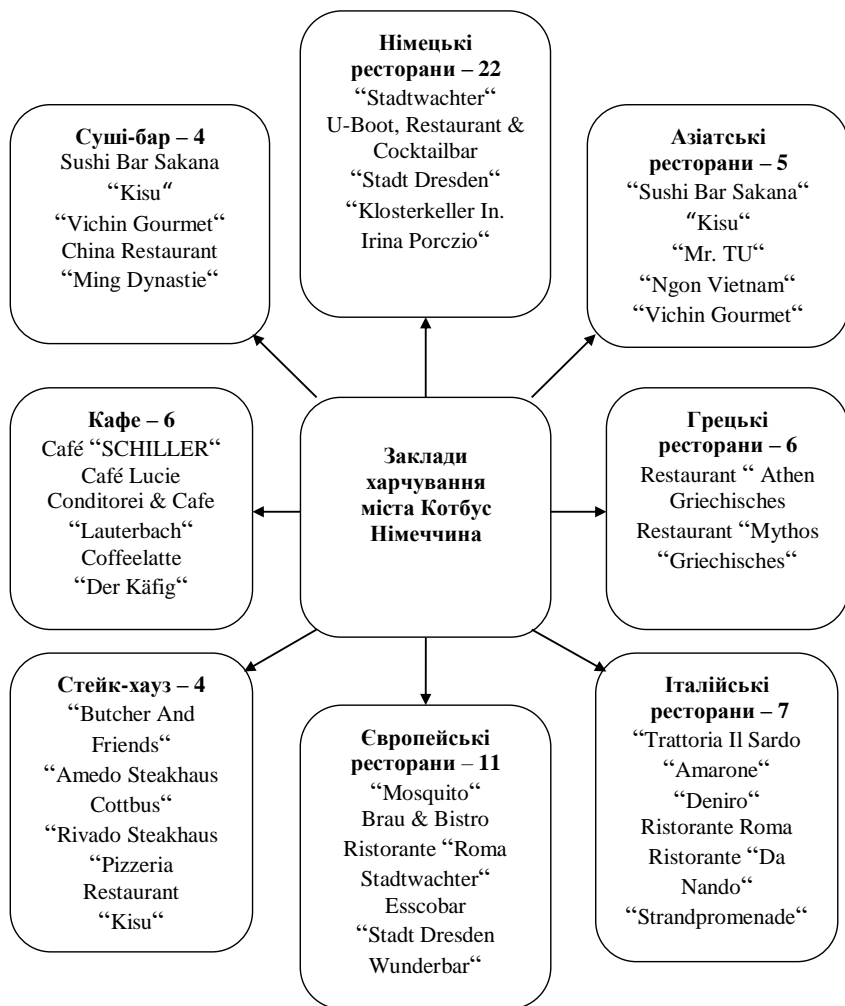 Німецькі
ресторани – 22
“Stadtwachter“
U-Boot, Restaurant &
Cocktailbar
“Stadt Dresden“
“Klosterkeller In.
Irina Porczio“
Суші-бар – 4
Sushi Bar Sakana
“Kisu“
“Vichin Gourmet“
China Restaurant
“Ming Dynastie“
Азіатські
ресторани – 5
“Sushi Bar Sakana“
“Kisu“
“Mr. TU“
“Ngon Vietnam“
“Vichin Gourmet“
Кафе – 6
Café “SCHILLER“
Café Lucie
Conditorei & Cafe
“Lauterbach“
Coffeelatte
“Der Käfig“
Заклади
харчування
міста Котбус
Німеччина
Грецькі
ресторани – 6
Restaurant “ Athen
Griechisches
Restaurant “Mythos
“Griechisches“
Стейк-хауз – 4
“Butcher And
Friends“
“Amedo Steakhaus
Cottbus“
“Rivado Steakhaus
“Pizzeria
Restaurant
“Kisu“
Європейські
ресторани – 11
“Mosquito“
Brau & Bistro
Ristorante “Roma
Stadtwachter“
Esscobar
“Stadt Dresden
Wunderbar“
Італійські
ресторани – 7
“Trattoria Il Sardo
“Amarone“
“Deniro“
Ristorante Roma
Ristorante “Da
Nando“
“Strandpromenade“